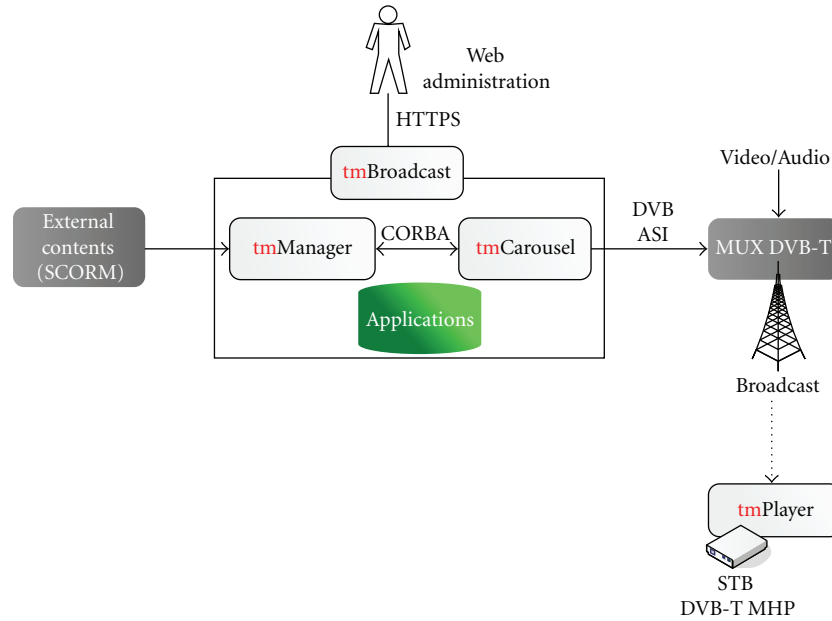 Web
administration
HTTPS
tmBroadcast
Video/Audio
External
contents
(SCORM)
tmManager
CORBA
tmCarousel
DVB
ASI
MUX DVB-T
Applications
Broadcast
tmPlayer
STB
DVB-T MHP